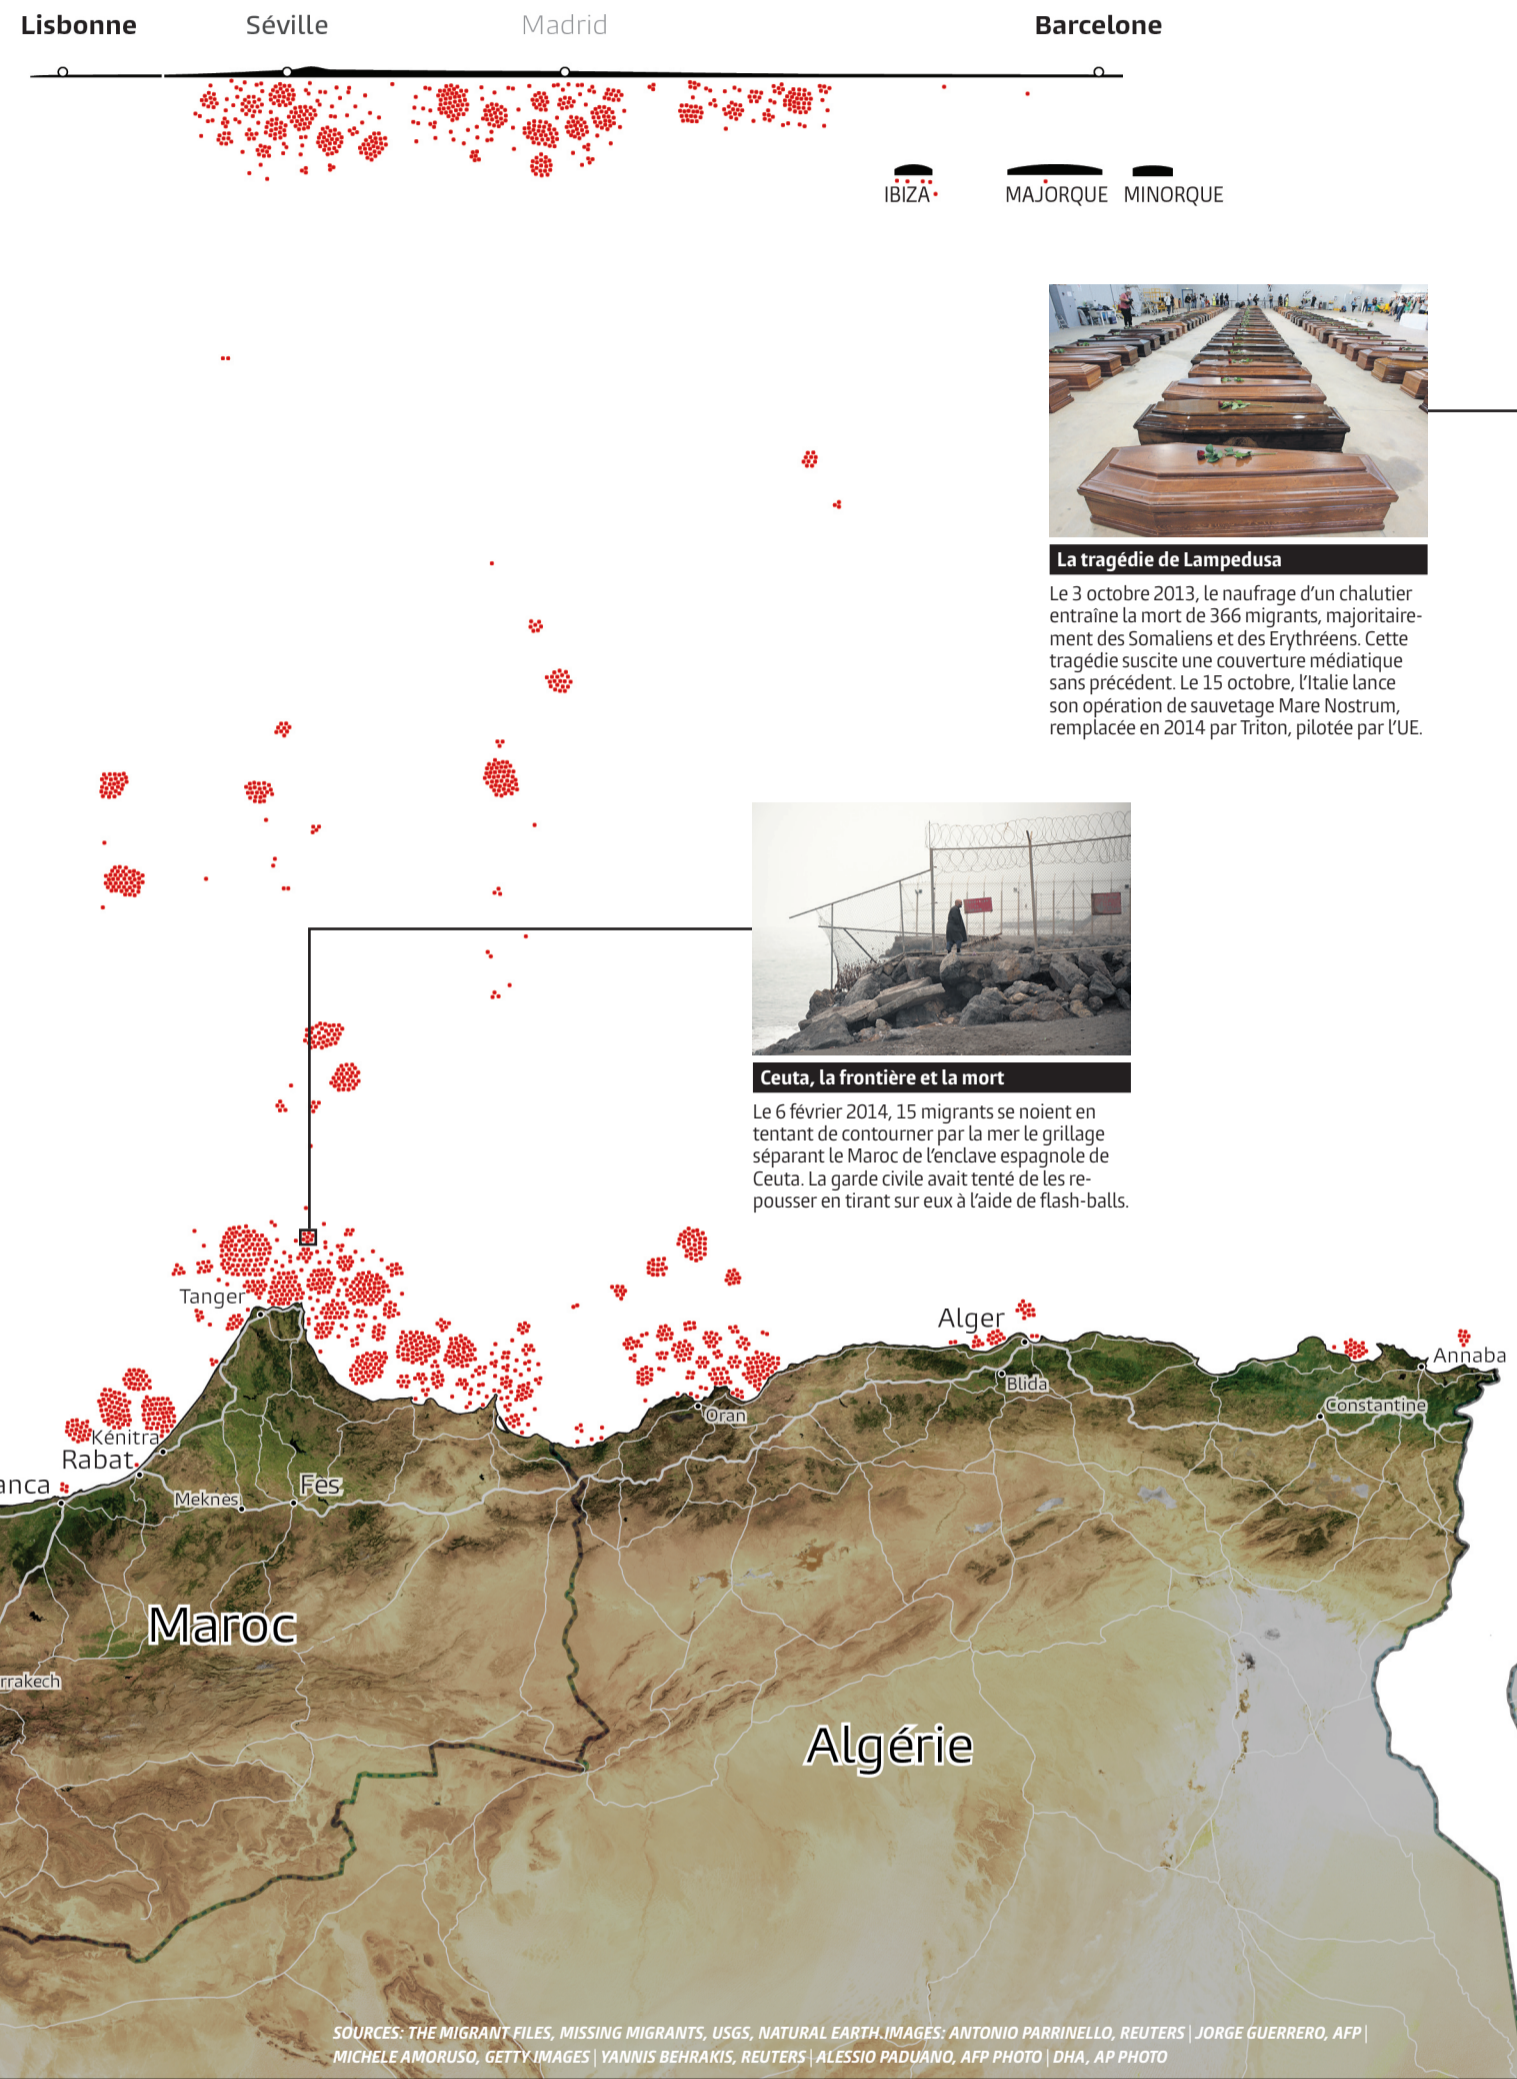 Lisbonne Séville Madrid Barcelone
IBIZA MAJORQUE MINORQUE
La tragédie de Lampedusa
Le 3 octobre 2013, le naufrage d’un chalutier
entraîne la mort de 366 migrants, majoritaire-
ment des Somaliens et des Erythréens. Cette
tragédie suscite une couverture médiatique
sans précédent. Le 15 octobre, l’Italie lance
son opération de sauvetage Mare Nostrum,
remplacée en 2014 par Triton, pilotée par l’UE.
Ceuta, la frontière et la mort
Le 6 février 2014, 15 migrants se noient en
tentant de contourner par la mer le grillage
séparant le Maroc de l’enclave espagnole de
Ceuta. La garde civile avait tenté de les re-
pousser en tirant sur eux à l’aide de flash-balls.
Tanger
Alger
Annaba
Blida
Constantine
Oran
Kénitra
Rabat
anca
Fes
Meknes
Maroc
rrakech
Algérie
SOURCES: THE MIGRANT FILES, MISSING MIGRANTS, USGS, NATURAL EARTH.IMAGES: ANTONIO PARRINELLO, REUTERS | JORGE GUERRERO, AFP |
MICHELE AMORUSO, GETTY IMAGES | YANNIS BEHRAKIS, REUTERS | ALESSIO PADUANO, AFP PHOTO | DHA, AP PHOTO